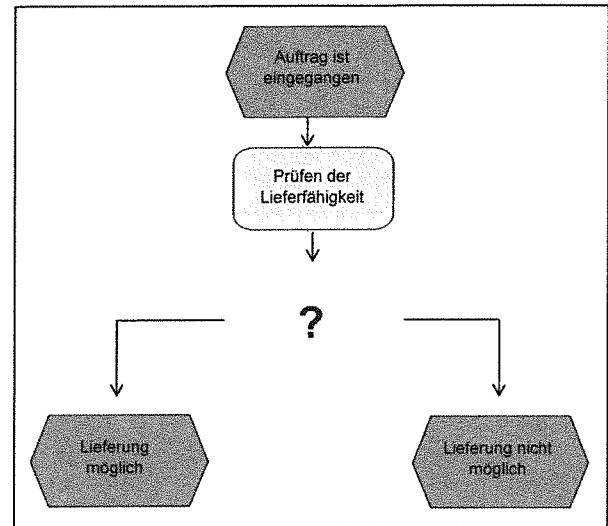 Auftrag ist
eingegangen
Prüfen der
Lieferfähigkeit
?
Lieferung
möglich
Lieferung nicht
möglich